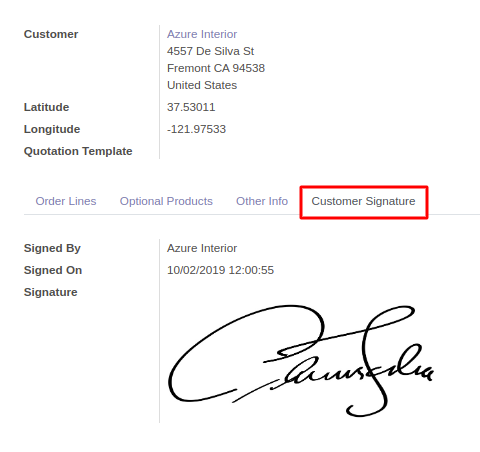 Customer Azure Interior
4557 De Silva St
Fremont CA 94538
United States
Latitude 37.53011
Longitude -121.97533
Quotation Template
Order Lines Optional Products Other Info Customer Signature
Signed By Azure Interior
Signed On 10/02/2019 12:00:55
Signature